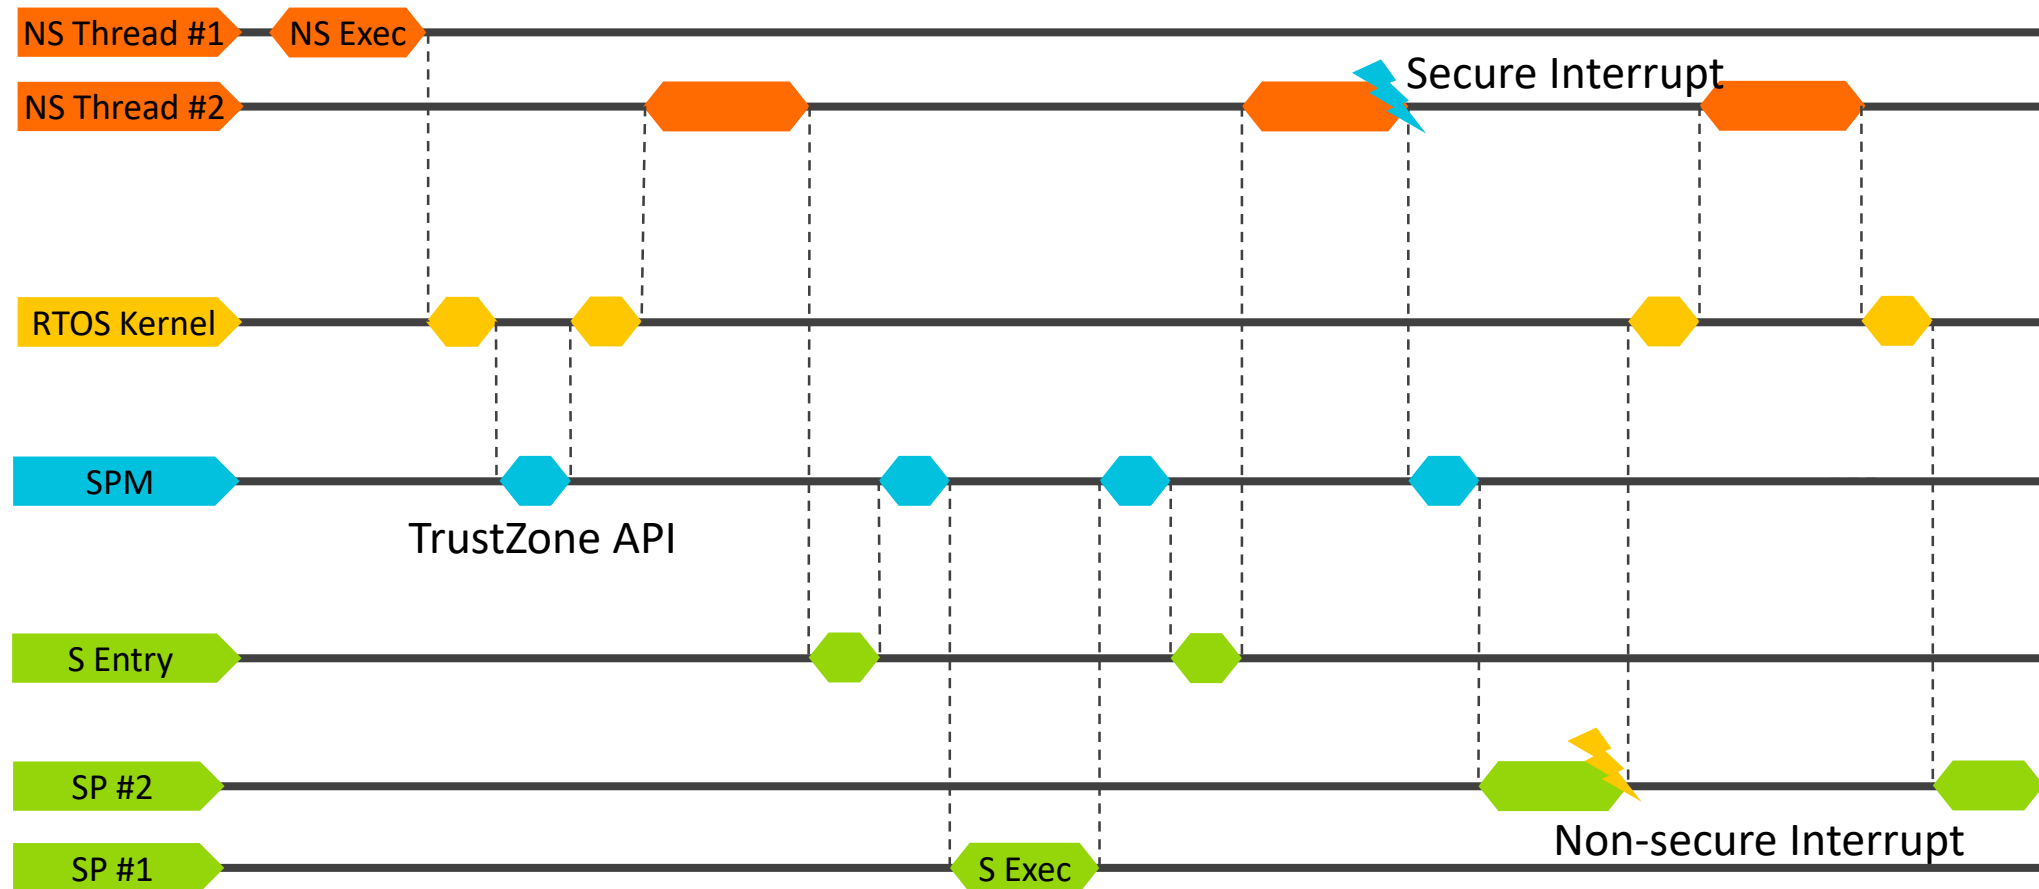 NS Thread #1
NS Exec
NS Thread #2
Secure Interrupt
RTOS Kernel
SPM
TrustZone API
S Entry
SP #2
Non-secure Interrupt
SP #1
S Exec